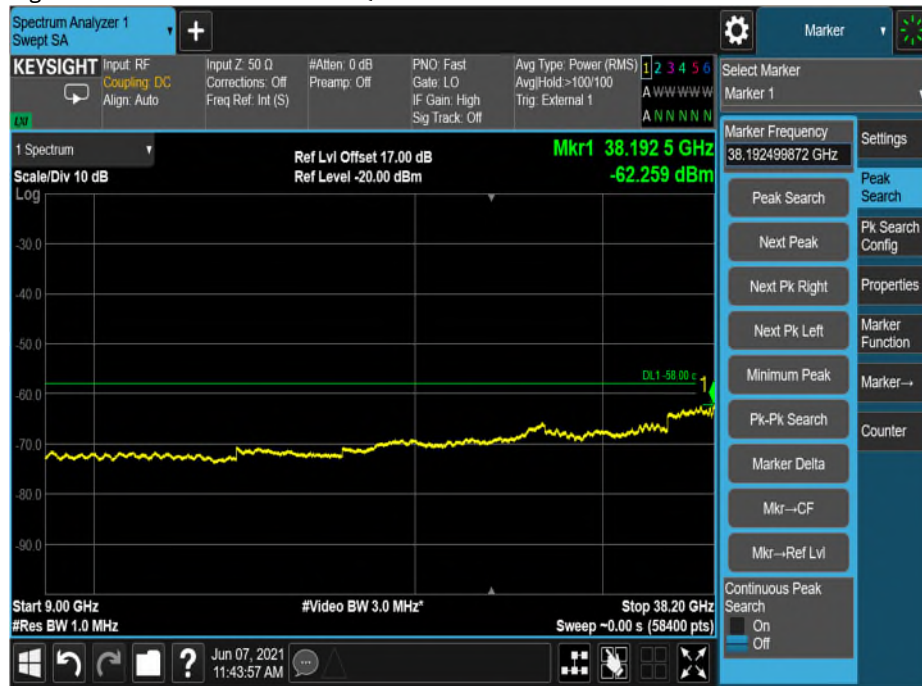 Spectrum Analyzer 1
Swept SA
+
Marker
KEYSIGHT
Input: RF
Coupling: DC
Align: Auto
Input Z: 50 Ω
Corrections: Off
Freq Ref: Int (S)
#Atten: 0 dB
Preamp: Off
PNO: Fast
Gate: LO
IF Gain: High
Sig Track: Off
Avg Type: Power (RMS)
Avg|Hold:>100/100
Trig: External 1
1 2 3 4 5 6
A W W W W W
A N N N N N
LXI
Select Marker
Marker 1
1 Spectrum
Scale/Div 10 dB
Log
Ref Lvl Offset 17.00 dB
Ref Level -20.00 dBm
Mkr1 38.192 5 GHz
-62.259 dBm
-30.0
-40.0
-50.0
-60.0
-70.0
-80.0
-90.0
DL1 -58.00
1
Start 9.00 GHz
#Res BW 1.0 MHz
#Video BW 3.0 MHz*
Stop 38.20 GHz
Sweep ~0.00 s (58400 pts)
Marker Frequency
38.192499872 GHz
Peak Search
Next Peak
Next Pk Right
Next Pk Left
Minimum Peak
Pk-Pk Search
Marker Delta
Mkr→CF
Mkr→Ref Lvl
Continuous Peak
Search
On
Off
Settings
Peak
Search
Pk Search
Config
Properties
Marker
Function
Marker→
Counter
?
Jun 07, 2021
11:43:57 AM